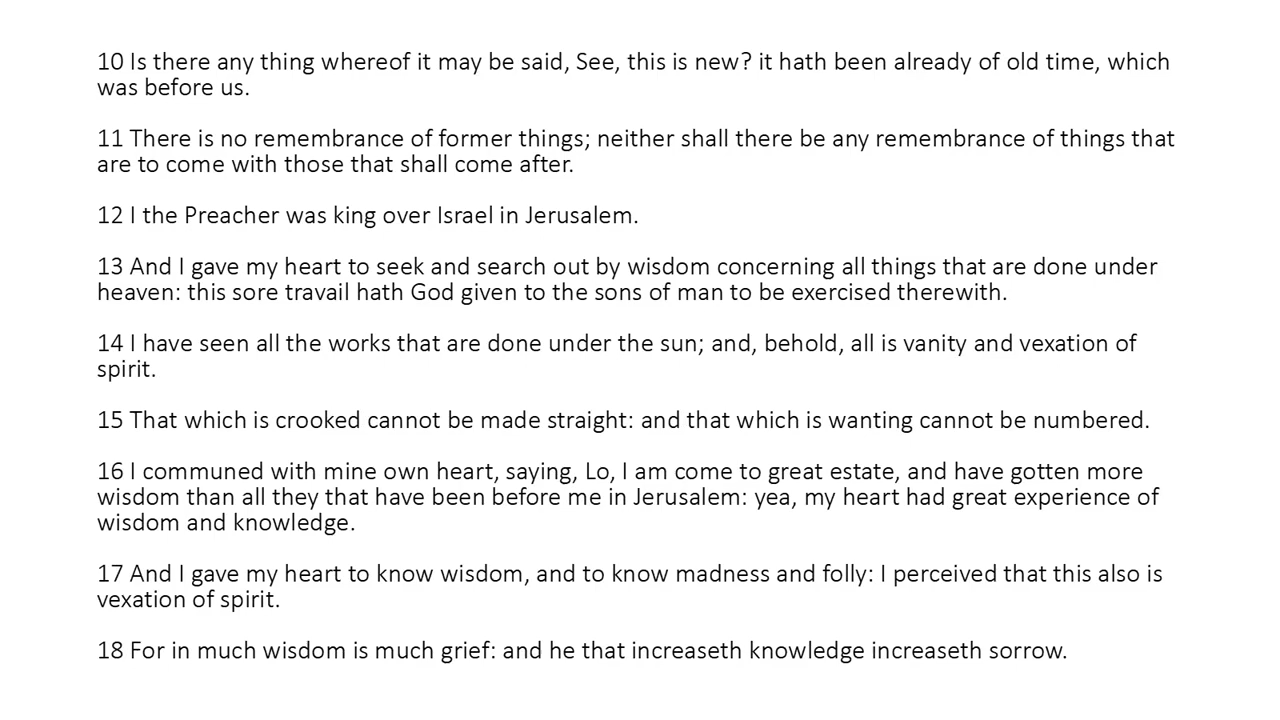 10 Is there any thing whereof it may be said, See, this is new? it hath been already of old time, which
was before us.
11 There is no remembrance of former things; neither shall there be any remembrance of things that
are to come with those that shall come after.
12 I the Preacher was king over Israel in Jerusalem.
13 And I gave my heart to seek and search out by wisdom concerning all things that are done under
heaven: this sore travail hath God given to the sons of man to be exercised therewith.
14 I have seen all the works that are done under the sun; and, behold, all is vanity and vexation of
spirit.
15 That which is crooked cannot be made straight: and that which is wanting cannot be numbered.
16 I communed with mine own heart, saying, Lo, I am come to great estate, and have gotten more
wisdom than all they that have been before me in Jerusalem: yea, my heart had great experience of
wisdom and knowledge.
17 And I gave my heart to know wisdom, and to know madness and folly: I perceived that this also is
vexation of spirit.
18 For in much wisdom is much grief: and he that increaseth knowledge increaseth sorrow.